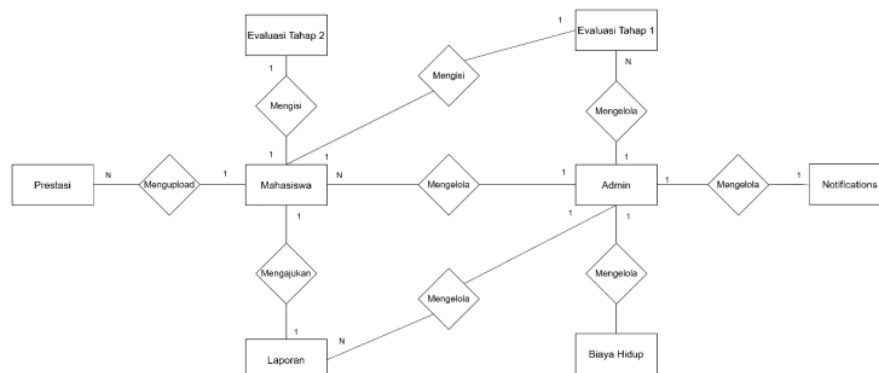 Evaluasi Tahap 2
Evaluasi Tahap 1
1
1
N
Mengisi
Mengisi
Mengelola
1
1
1
Prestasi
N
Mengupload
1
Mahasiswa
N
Mengelola
1
Admin
1
Mengelola
1
Notifications
1
1
1
Mengajukan
Mengelola
Mengelola
1
N
Laporan
Biaya Hidup